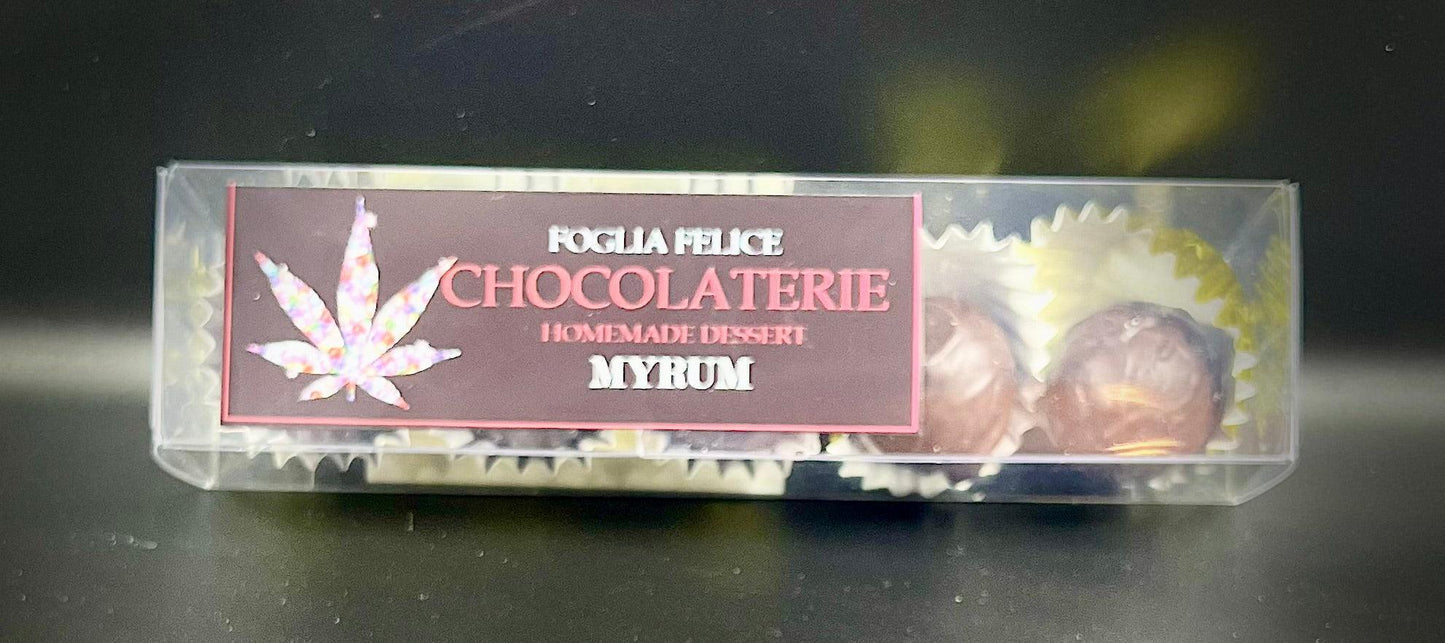 FOGLIA FELICE
CHOCOLATERIE
HOMEMADE DESSERT
MYRUM